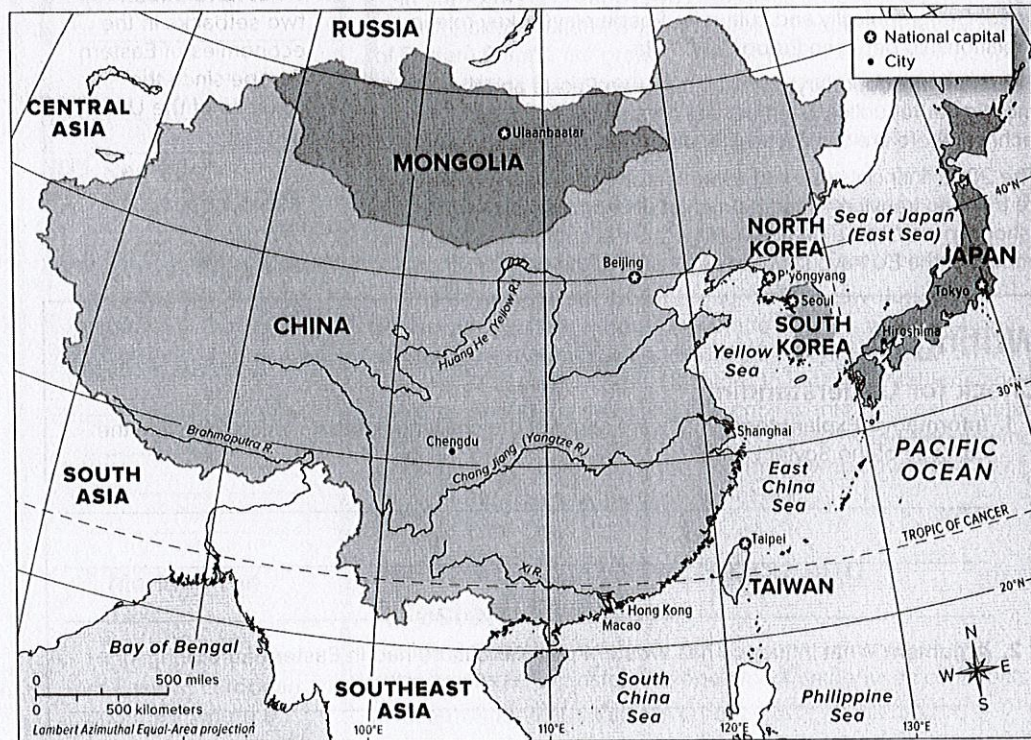 RUSSIA
National capital
City
CENTRAL
ASIA
Ulaanbaatar
MONGOLIA
40°N
Sea of Japan
(East Sea)
NORTH
KOREA
JAPAN
Beijing
P'yŏngyang
Tokyo
Seoul
CHINA
Huang He (Yellow R.)
SOUTH
KOREA
Hiroshima
Yellow
Sea
30°N
Brahmaputra R.
Chengdu
Shanghai
Chang Jiang (Yangtze R.)
SOUTH
ASIA
PACIFIC
OCEAN
East
China
Sea
TROPIC OF CANCER
Taipei
Xi R.
TAIWAN
20°N
Hong Kong
Macao
Bay of Bengal
N
W E
S
0 500 miles
0 500 kilometers
SOUTHEAST
ASIA
South
China
Sea
Philippine
Sea
Lambert Azimuthal Equal-Area projection
100°E
110°E
120°E
130°E